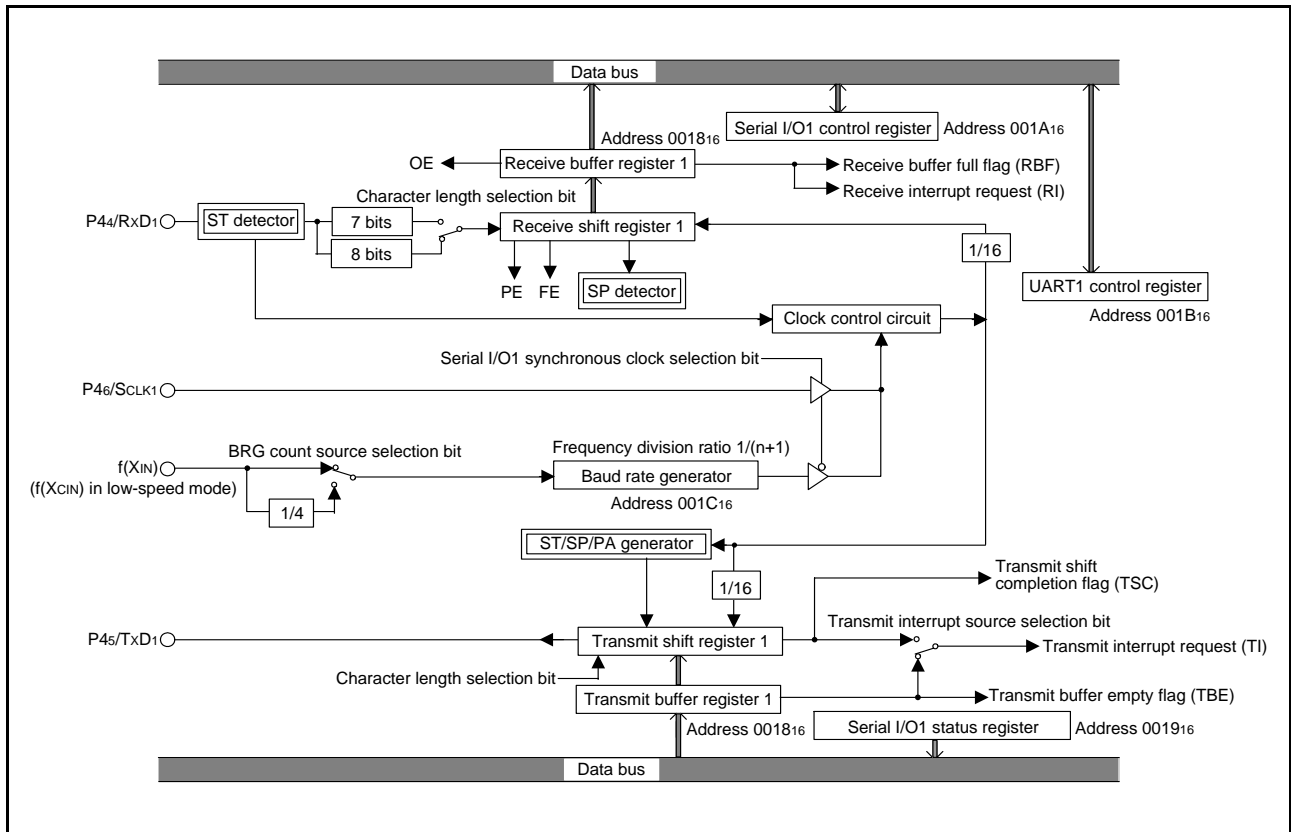 Data bus
Serial I/O1 control register Address 001A16
Address 001816
OE Receive buffer register 1 Receive buffer full flag (RBF)
Receive interrupt request (RI)
Character length selection bit
P44/RxD1 ST detector 7 bits Receive shift register 1
8 bits 1/16
PE FE SP detector UART1 control register
Clock control circuit Address 001B16
Serial I/O1 synchronous clock selection bit
P46/SCLK1
BRG count source selection bit Frequency division ratio 1/(n+1)
f(XIN) Baud rate generator
(f(XCIN) in low-speed mode)
1/4 Address 001C16
ST/SP/PA generator
1/16 Transmit shift
completion flag (TSC)
Transmit interrupt source selection bit
P45/TxD1 Transmit shift register 1 Transmit interrupt request (TI)
Character length selection bit
Transmit buffer register 1 Transmit buffer empty flag (TBE)
Address 001816 Serial I/O1 status register Address 001916
Data bus